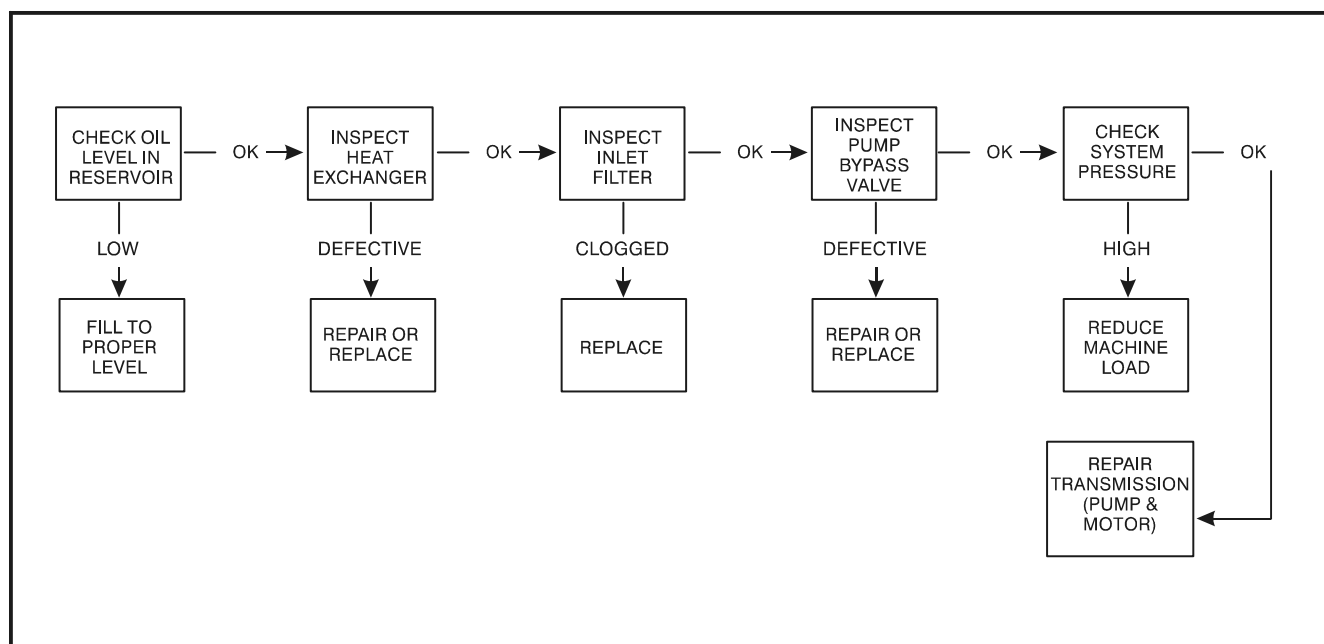 CHECK OIL
LEVEL IN
RESERVOIR
OK
INSPECT
HEAT
EXCHANGER
OK
INSPECT
INLET
FILTER
OK
INSPECT
PUMP
BYPASS
VALVE
OK
CHECK
SYSTEM
PRESSURE
OK
LOW
DEFECTIVE
CLOGGED
DEFECTIVE
HIGH
FILL TO
PROPER
LEVEL
REPAIR OR
REPLACE
REPLACE
REPAIR OR
REPLACE
REDUCE
MACHINE
LOAD
REPAIR
TRANSMISSION
(PUMP &
MOTOR)